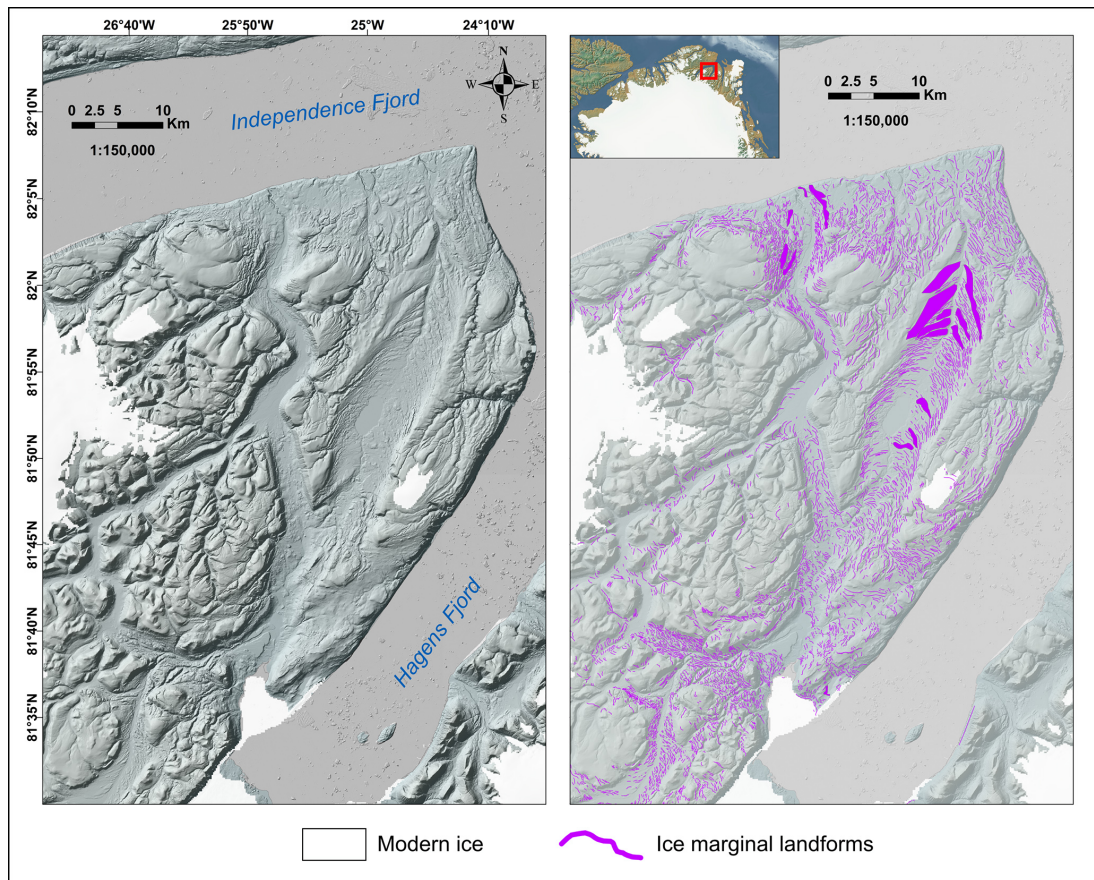 26°40'W 25°50'W 25°0'W 24°10'W
N
W E
S
0 2.5 5 10
Km
1:150,000
Independence Fjord
Hagens Fjord
82°10'N
82°5'N
82°N
81°55'N
81°50'N
81°45'N
81°40'N
81°35'N
0 2.5 5 10
Km
1:150,000
Modern ice
Ice marginal landforms